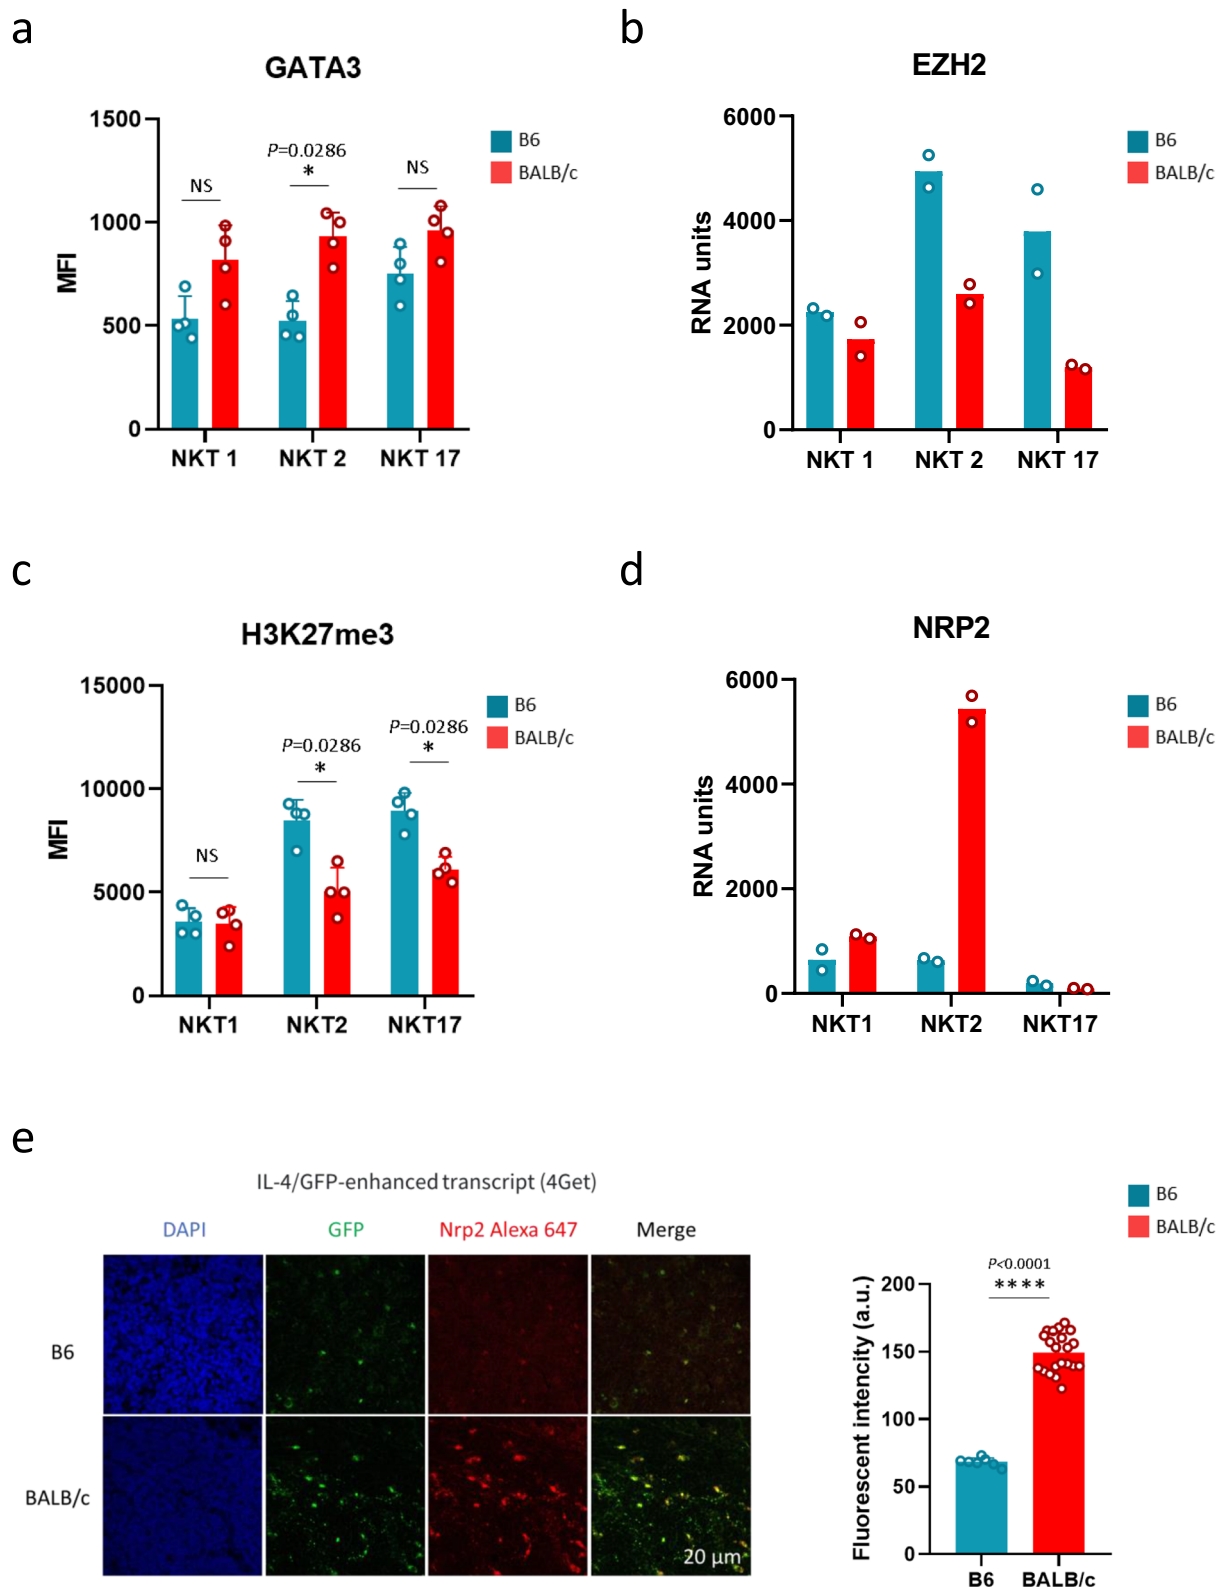 a
GATA3
MFI
1500
1000
500
0
NS
P=0.0286
*
NS
B6
BALB/c
NKT 1 NKT 2 NKT 17
b
EZH2
RNA units
6000
4000
2000
0
B6
BALB/c
NKT 1 NKT 2 NKT 17
c
H3K27me3
MFI
15000
10000
5000
0
NS
P=0.0286
*
P=0.0286
*
B6
BALB/c
NKT1 NKT2 NKT17
d
NRP2
RNA units
6000
4000
2000
0
B6
BALB/c
NKT1 NKT2 NKT17
e
IL-4/GFP-enhanced transcript (4Get)
DAPI GFP Nrp2 Alexa 647 Merge
B6
BALB/c
20 μm
B6
BALB/c
P<0.0001
****
Fluorescent intencity (a.u.)
200
150
100
50
0
B6 BALB/c